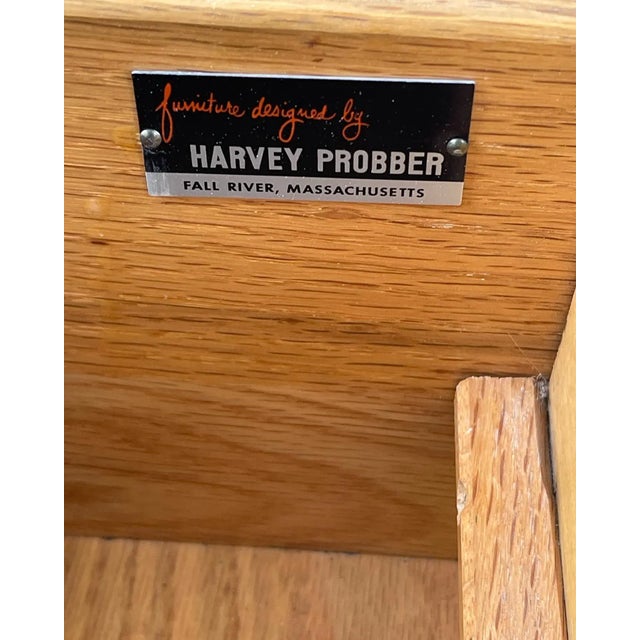 furniture designed by
HARVEY PROBBER
FALL RIVER, MASSACHUSETTS